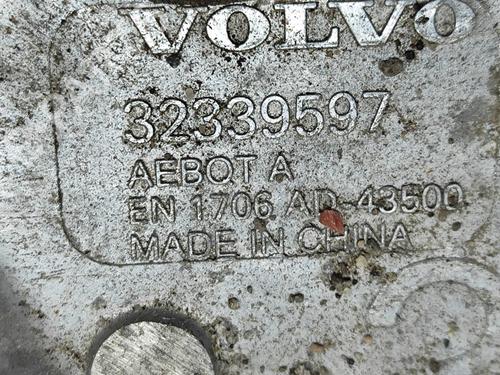 VOLVO
32339597
AEBOT A
EN 1706 AD-43500
MADE IN CHINA